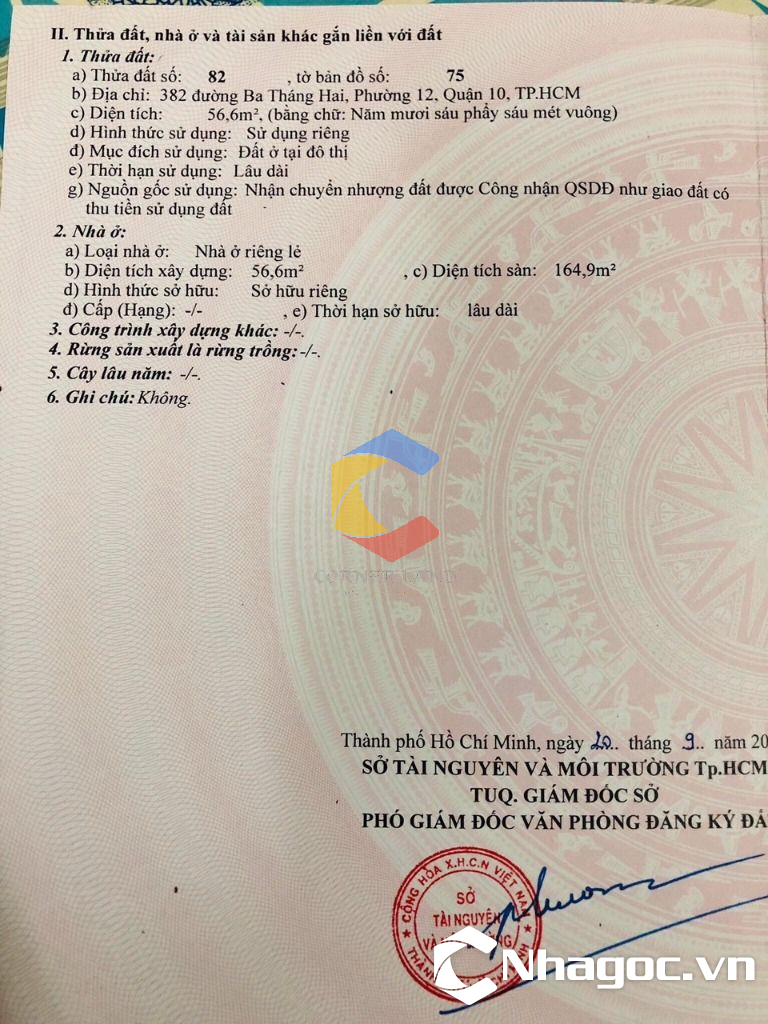 II. Thửa đất, nhà ở và tài sản khác gắn liền với đất
1. Thửa đất:
a) Thửa đất số: 82 , tờ bản đồ số: 75
b) Địa chỉ: 382 đường Ba Tháng Hai, Phường 12, Quận 10, TP.HCM
c) Diện tích: 56,6m², (bằng chữ: Năm mươi sáu phẩy sáu mét vuông)
d) Hình thức sử dụng: Sử dụng riêng
đ) Mục đích sử dụng: Đất ở tại đô thị
e) Thời hạn sử dụng: Lâu dài
g) Nguồn gốc sử dụng: Nhận chuyển nhượng đất được Công nhận QSDĐ như giao đất có
thu tiền sử dụng đất
2. Nhà ở:
a) Loại nhà ở: Nhà ở riêng lẻ
b) Diện tích xây dựng: 56,6m² , c) Diện tích sàn: 164,9m²
d) Hình thức sở hữu: Sở hữu riêng
đ) Cấp (Hạng): -/- , e) Thời hạn sở hữu: lâu dài
3. Công trình xây dựng khác: -/-.
4. Rừng sản xuất là rừng trồng: -/-.
5. Cây lâu năm: -/-.
6. Ghi chú: Không.
CORNER LAND
Thành phố Hồ Chí Minh, ngày 20.. tháng 9.. năm 20
SỞ TÀI NGUYÊN VÀ MÔI TRƯỜNG Tp.HCM
TUQ. GIÁM ĐỐC SỞ
PHÓ GIÁM ĐỐC VĂN PHÒNG ĐĂNG KÝ ĐẤ
CỘNG HÒA X.H.C.N VIỆT NAM
SỞ
TÀI NGUYÊN
VÀ
THÀNH
Nhagoc.vn